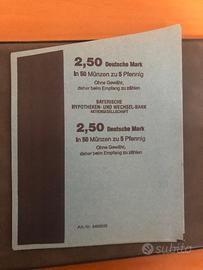 2,50 Deutsche Mark
In 50 Münzen zu 5 Pfennig
Ohne Gewähr,
daher beim Empfang zu zählen
BAYERISCHE
HYPOTHEKEN- UND WECHSEL-BANK
AKTIENGESELLSCHAFT
2,50 Deutsche Mark
In 50 Münzen zu 5 Pfennig
Ohne Gewähr,
daher beim Empfang zu zählen
subito